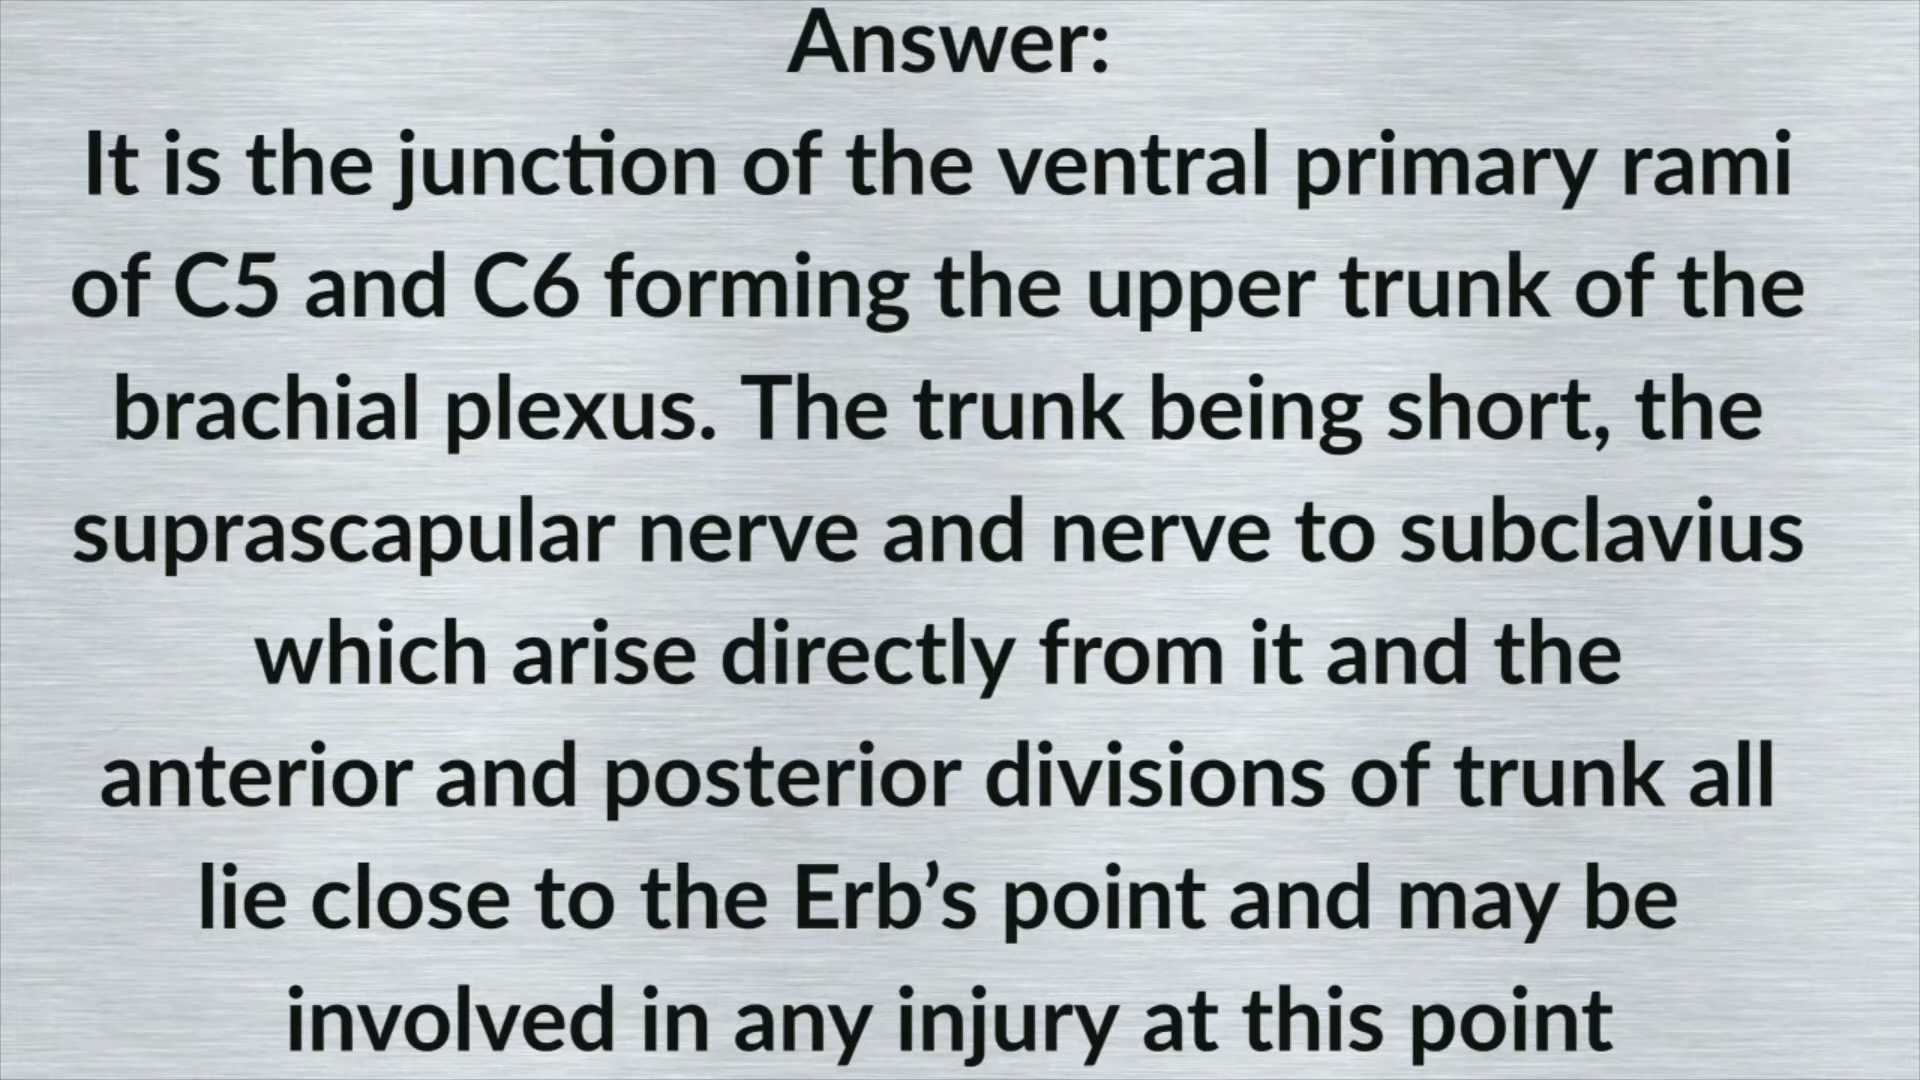 Answer:
It is the junction of the ventral primary rami
of C5 and C6 forming the upper trunk of the
brachial plexus. The trunk being short, the
suprascapular nerve and nerve to subclavius
which arise directly from it and the
anterior and posterior divisions of trunk all
lie close to the Erb’s point and may be
involved in any injury at this point